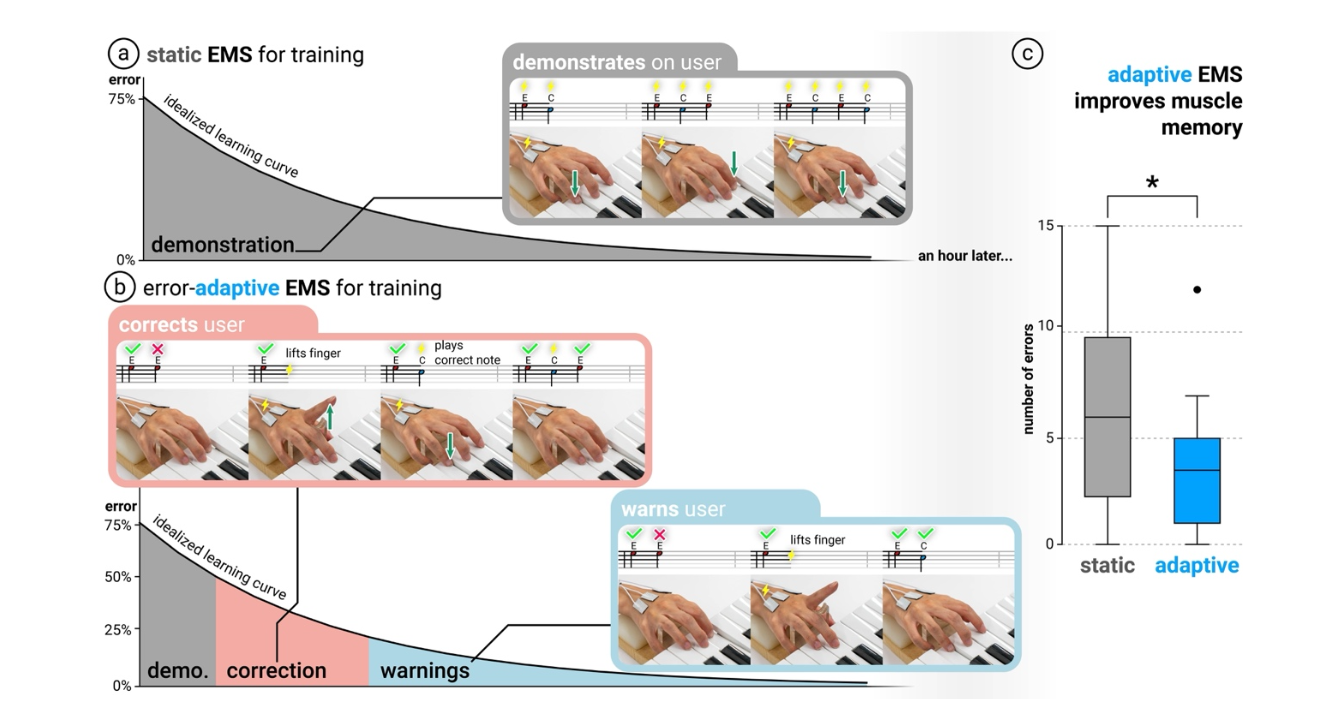 a static EMS for training
error
75%
idealized learning curve
demonstration
0%
demonstrates on user
E C
E C E
E C E C
an hour later...
b error-adaptive EMS for training
corrects user
E E
E lifts finger
E C plays
correct note
E C E
error
75%
50%
25%
0%
idealized learning curve
demo. correction warnings
warns user
E E
E lifts finger
E C
c
adaptive EMS
improves muscle
memory
*
number of errors
15
10
5
0
static adaptive